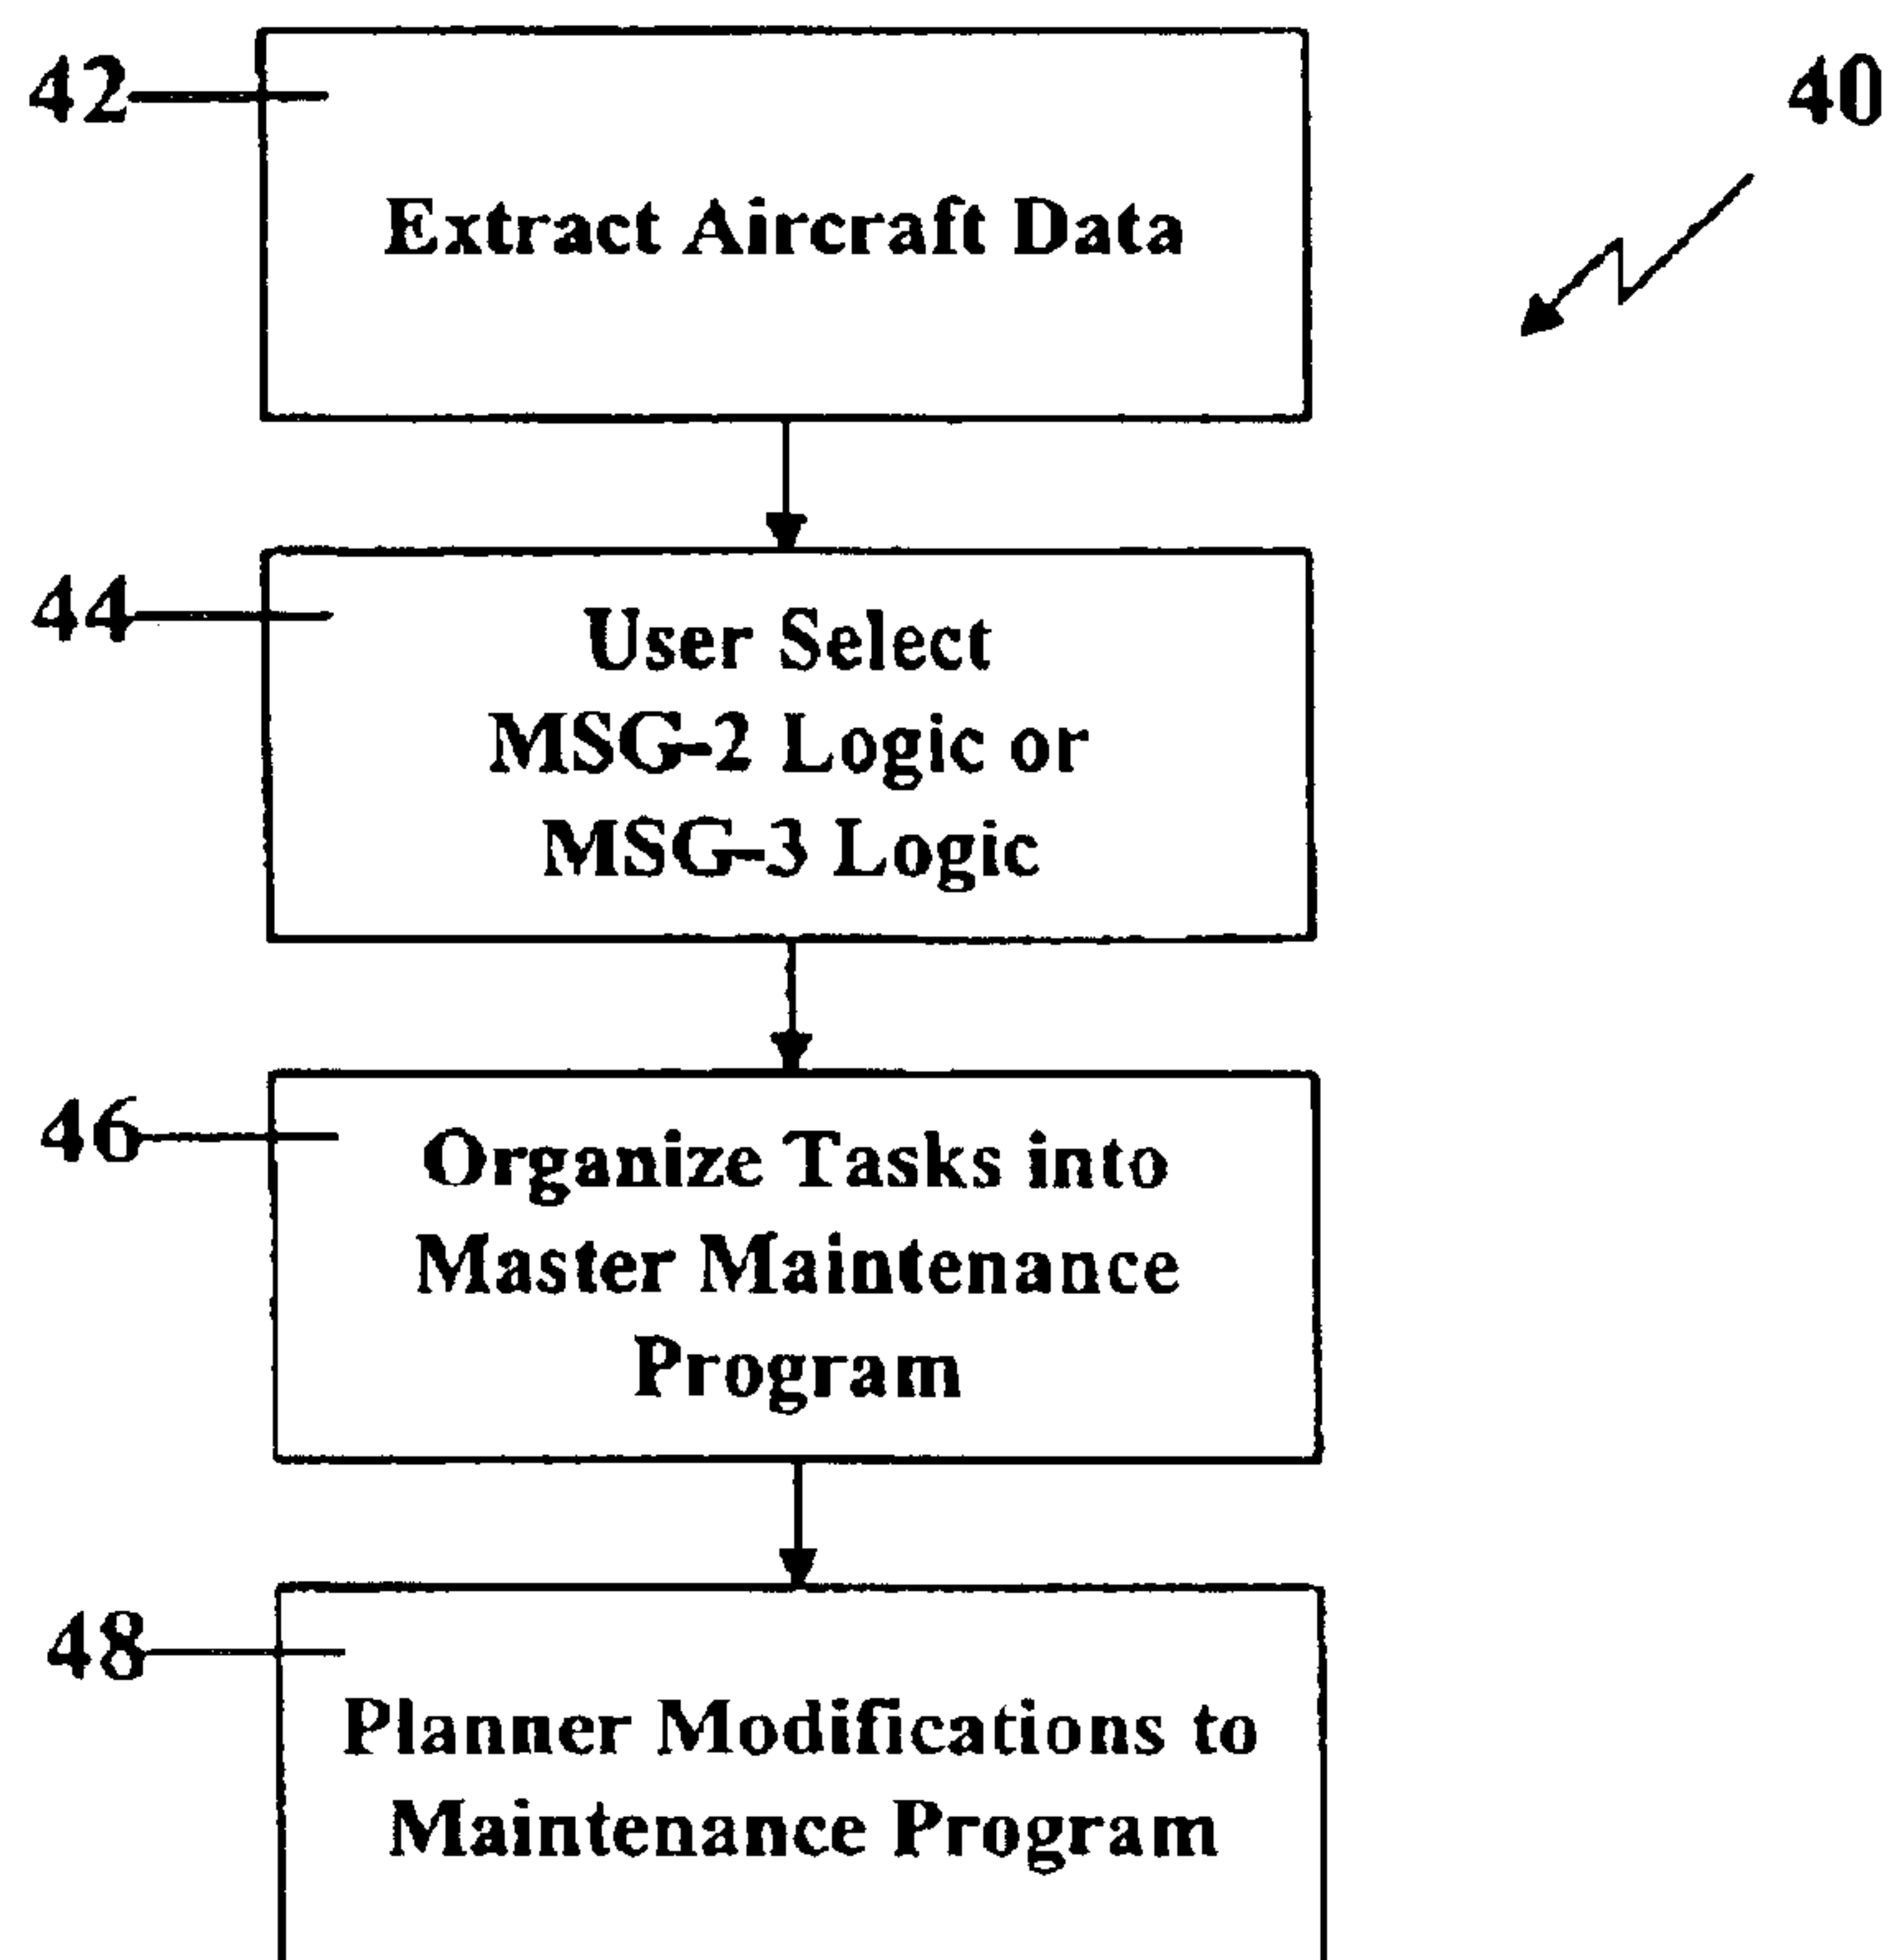 42
40
Extract Aircraft Data
44
User Select
MSG-2 Logic or
MSG-3 Logic
46
Organize Tasks into
Master Maintenance
Program
48
Planner Modifications to
Maintenance Program